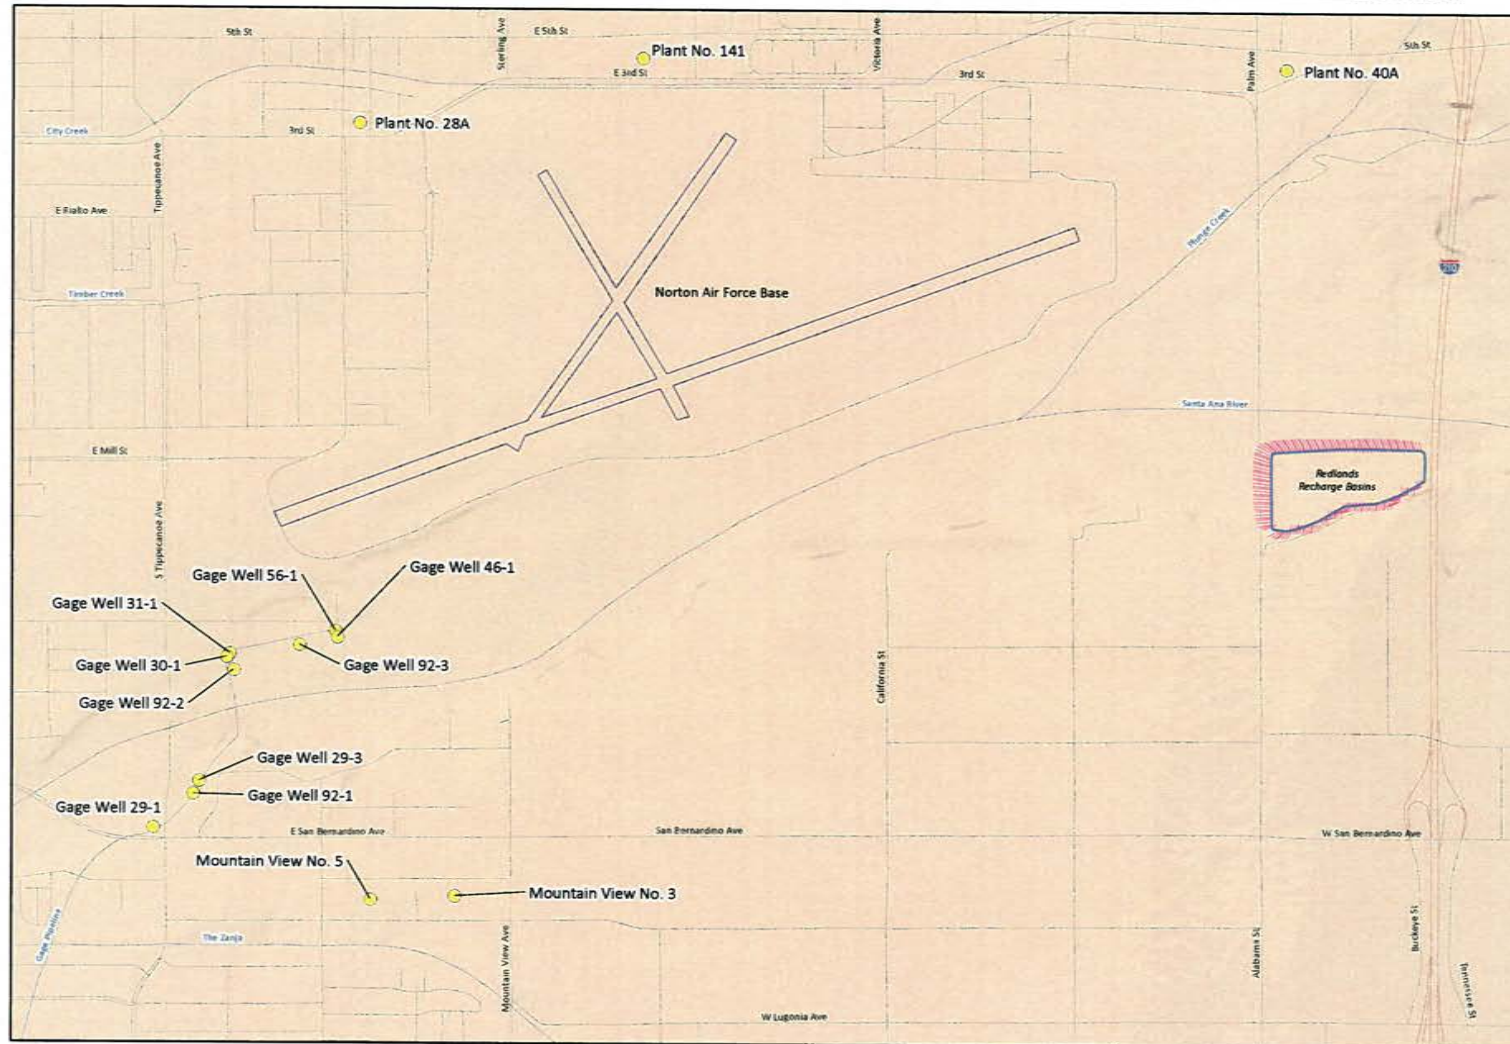 5th St
Sterling Ave
E 5th St
Plant No. 141
Victoria Ave
E 3rd St
3rd St
Palm Ave
5th St
Plant No. 40A
City Creek
3rd St
Plant No. 28A
Tippecanoe Ave
E Rialto Ave
Plunge Creek
210
Timber Creek
Norton Air Force Base
Santa Ana River
E Mill St
Redlands
Recharge Basins
S Tippecanoe Ave
Gage Well 56-1
Gage Well 46-1
Gage Well 31-1
Gage Well 30-1
Gage Well 92-3
Gage Well 92-2
California St
Gage Well 29-3
Gage Well 92-1
Gage Well 29-1
E San Bernardino Ave
San Bernardino Ave
W San Bernardino Ave
Mountain View No. 5
Mountain View No. 3
Gage Pipeline
The Zanja
Mountain View Ave
Alabama St
Buckeye St
Tennessee St
W Lugonia Ave